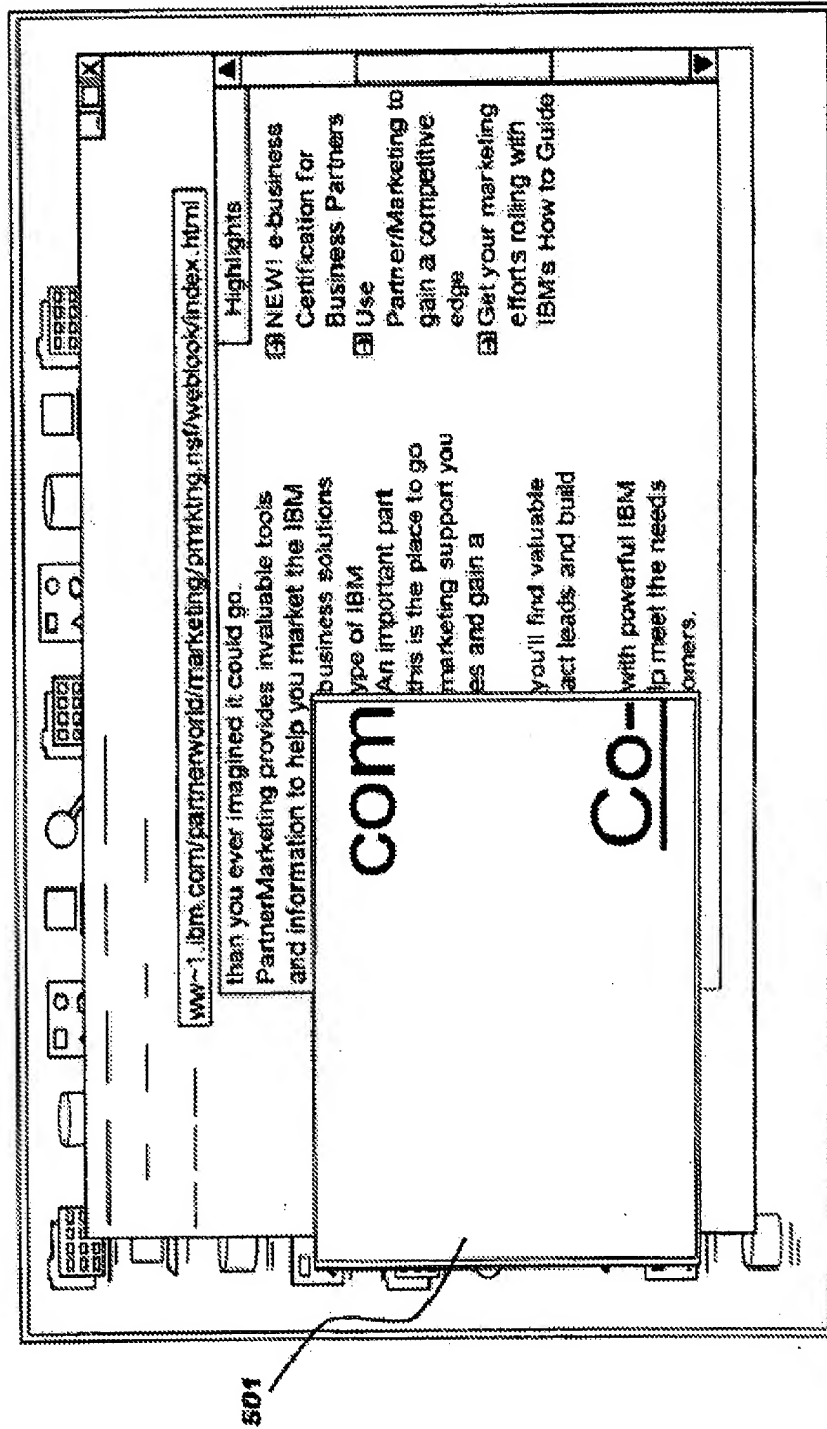 ww~1.ibm.com/partnerworld/marketing/pmrktng.nsf/weblook/index.html
than you ever imagined it could go.
PartnerMarketing provides invaluable tools
and information to help you market the IBM
business solutions
ype of IBM
An important part
this is the place to go
marketing support you
es and gain a
you'll find valuable
act leads and build
with powerful IBM
lp meet the needs
omers.
Highlights
NEW! e-business
Certification for
Business Partners
Use
Partner/Marketing to
gain a competitive
edge
Get your marketing
efforts rolling with
IBM's How to Guide
com
Co-
501